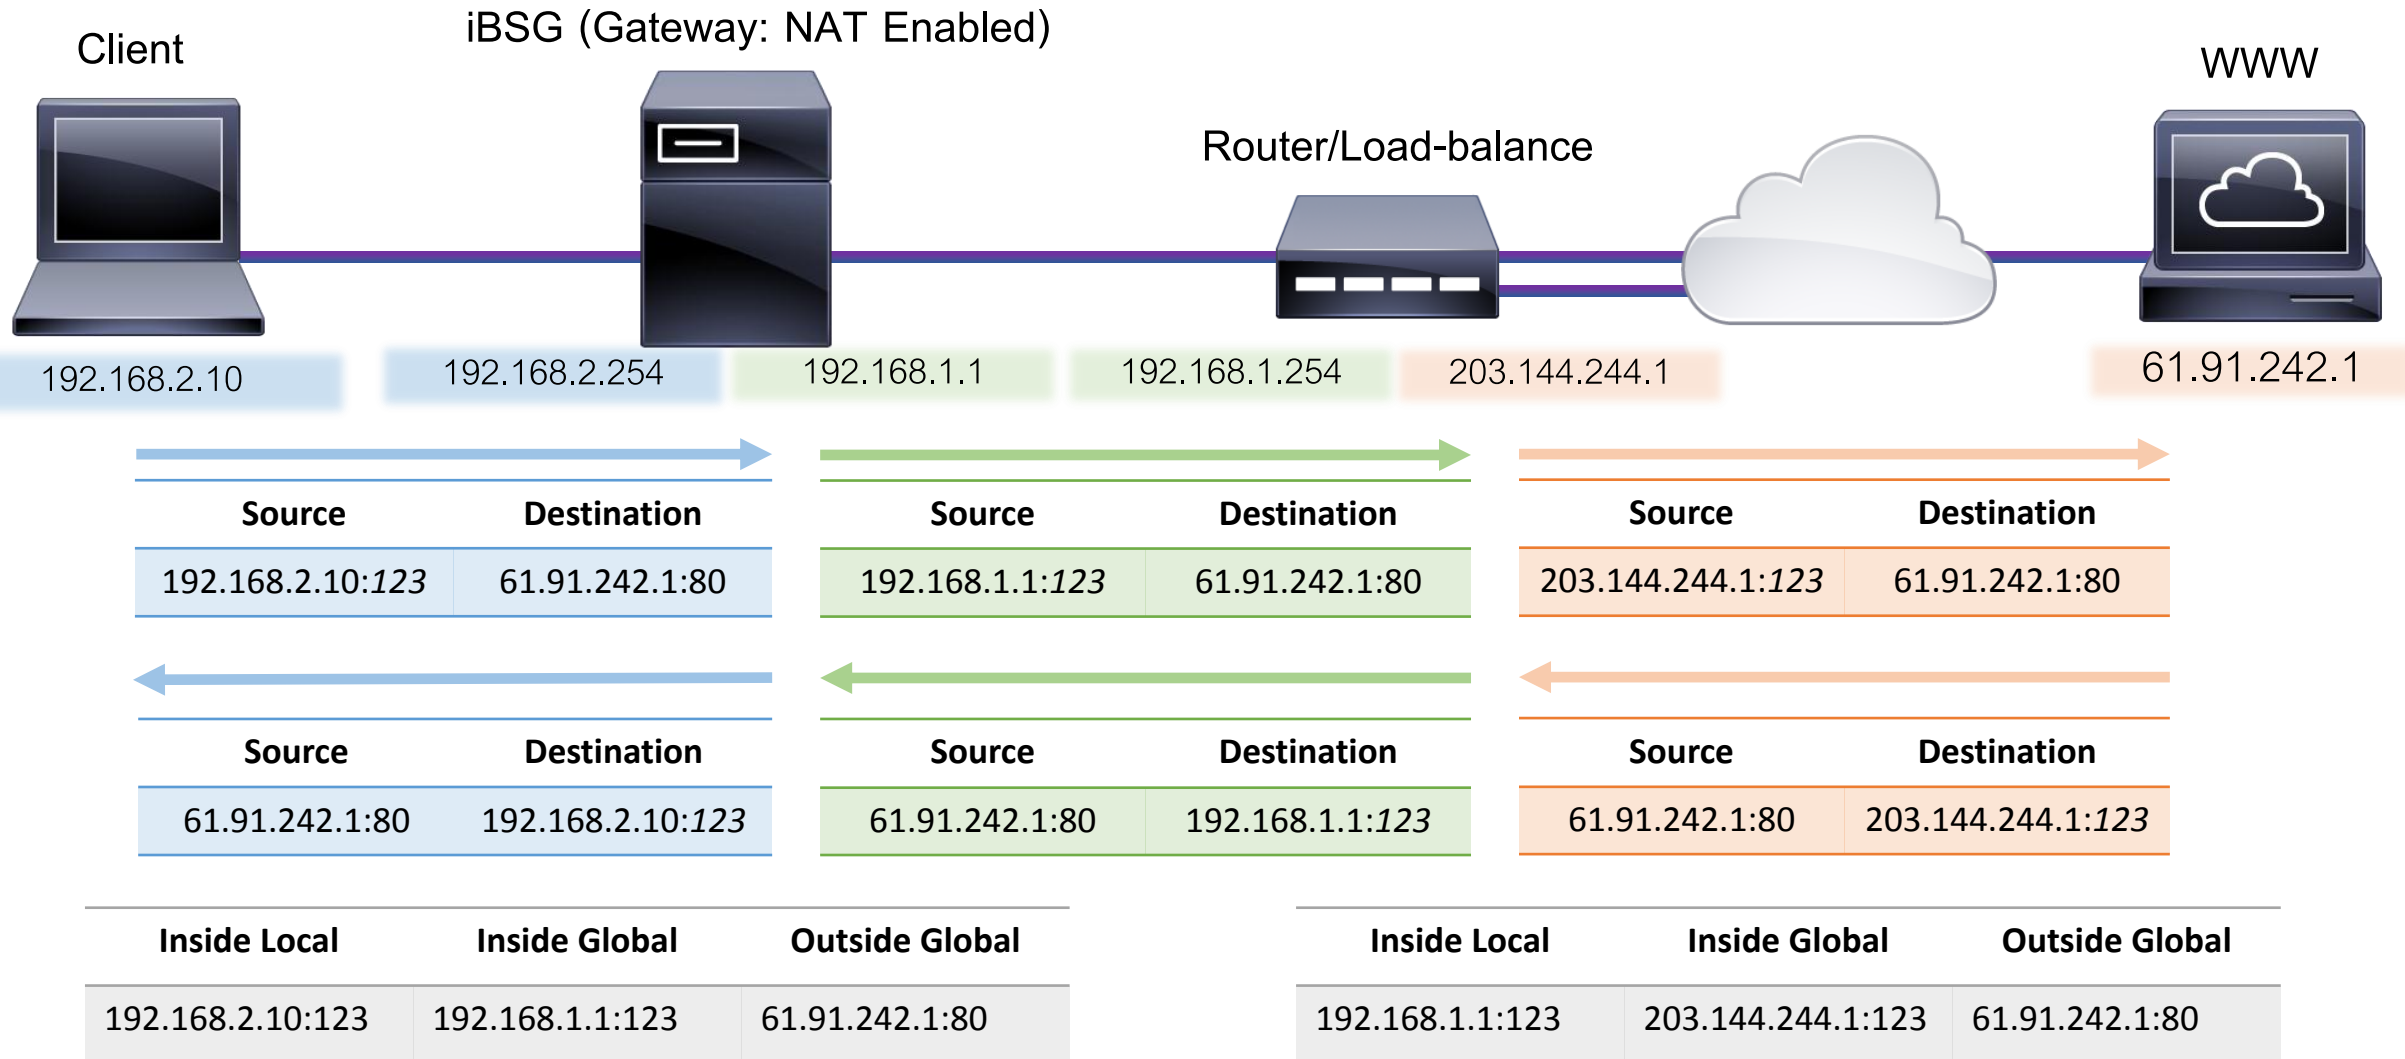 iBSG (Gateway: NAT Enabled)
Client
WWW
Router/Load-balance
192.168.2.10 192.168.2.254 192.168.1.1 192.168.1.254 203.144.244.1 61.91.242.1
Source Destination Source Destination Source Destination
192.168.2.10:123 61.91.242.1:80 192.168.1.1:123 61.91.242.1:80 203.144.244.1:123 61.91.242.1:80
Source Destination Source Destination Source Destination
61.91.242.1:80 192.168.2.10:123 61.91.242.1:80 192.168.1.1:123 61.91.242.1:80 203.144.244.1:123
Inside Local Inside Global Outside Global Inside Local Inside Global Outside Global
192.168.2.10:123 192.168.1.1:123 61.91.242.1:80 192.168.1.1:123 203.144.244.1:123 61.91.242.1:80